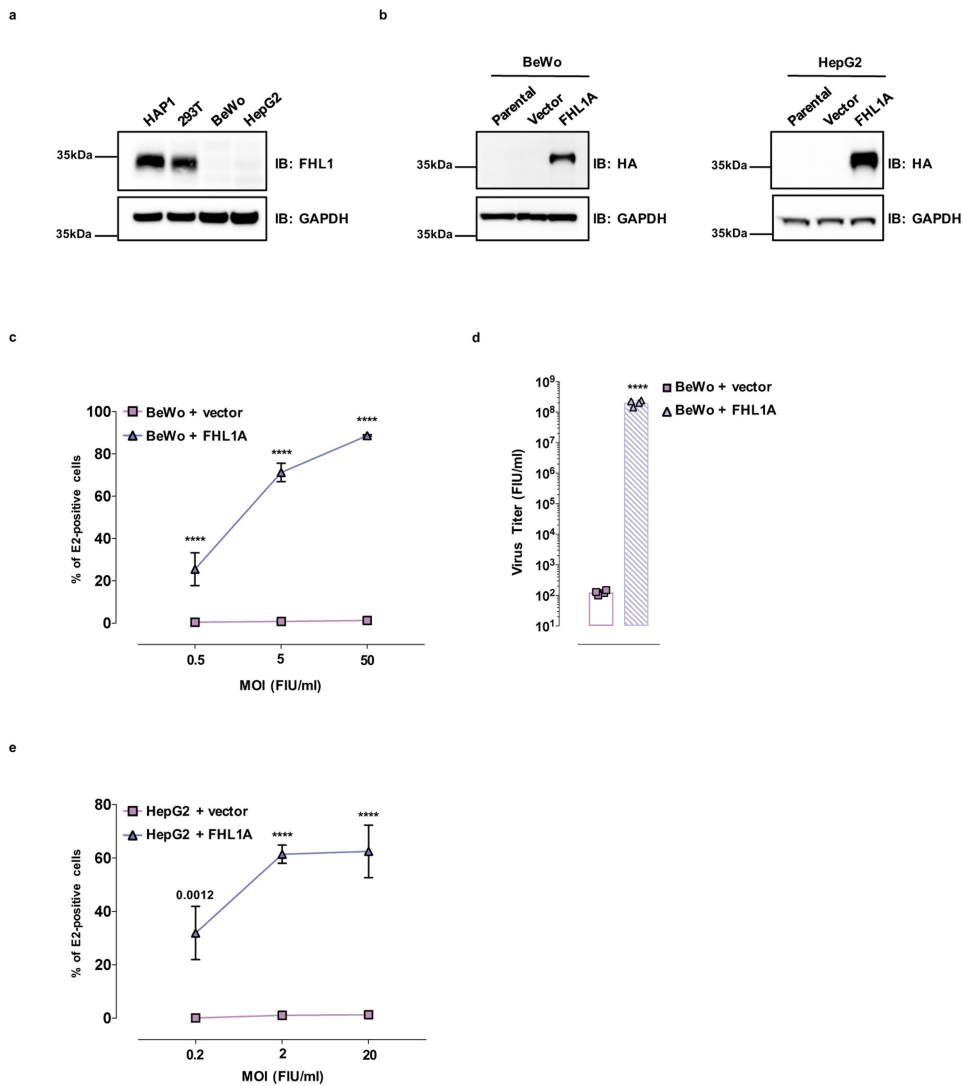 a
HAP1 293T BeWo HepG2
35kDa IB: FHL1
IB: GAPDH
35kDa
b
BeWo
Parental Vector FHL1A
35kDa IB: HA
IB: GAPDH
35kDa
HepG2
Parental Vector FHL1A
35kDa IB: HA
IB: GAPDH
35kDa
c
BeWo + vector
BeWo + FHL1A
% of E2-positive cells
100
80
60
40
20
0
****
****
****
0.5 5 50
MOI (FIU/ml)
d
BeWo + vector
BeWo + FHL1A
Virus Titer (FIU/ml)
10⁹
10⁸
10⁷
10⁶
10⁵
10⁴
10³
10²
10¹
****
e
HepG2 + vector
HepG2 + FHL1A
% of E2-positive cells
80
60
40
20
0
0.0012
****
****
0.2 2 20
MOI (FIU/ml)